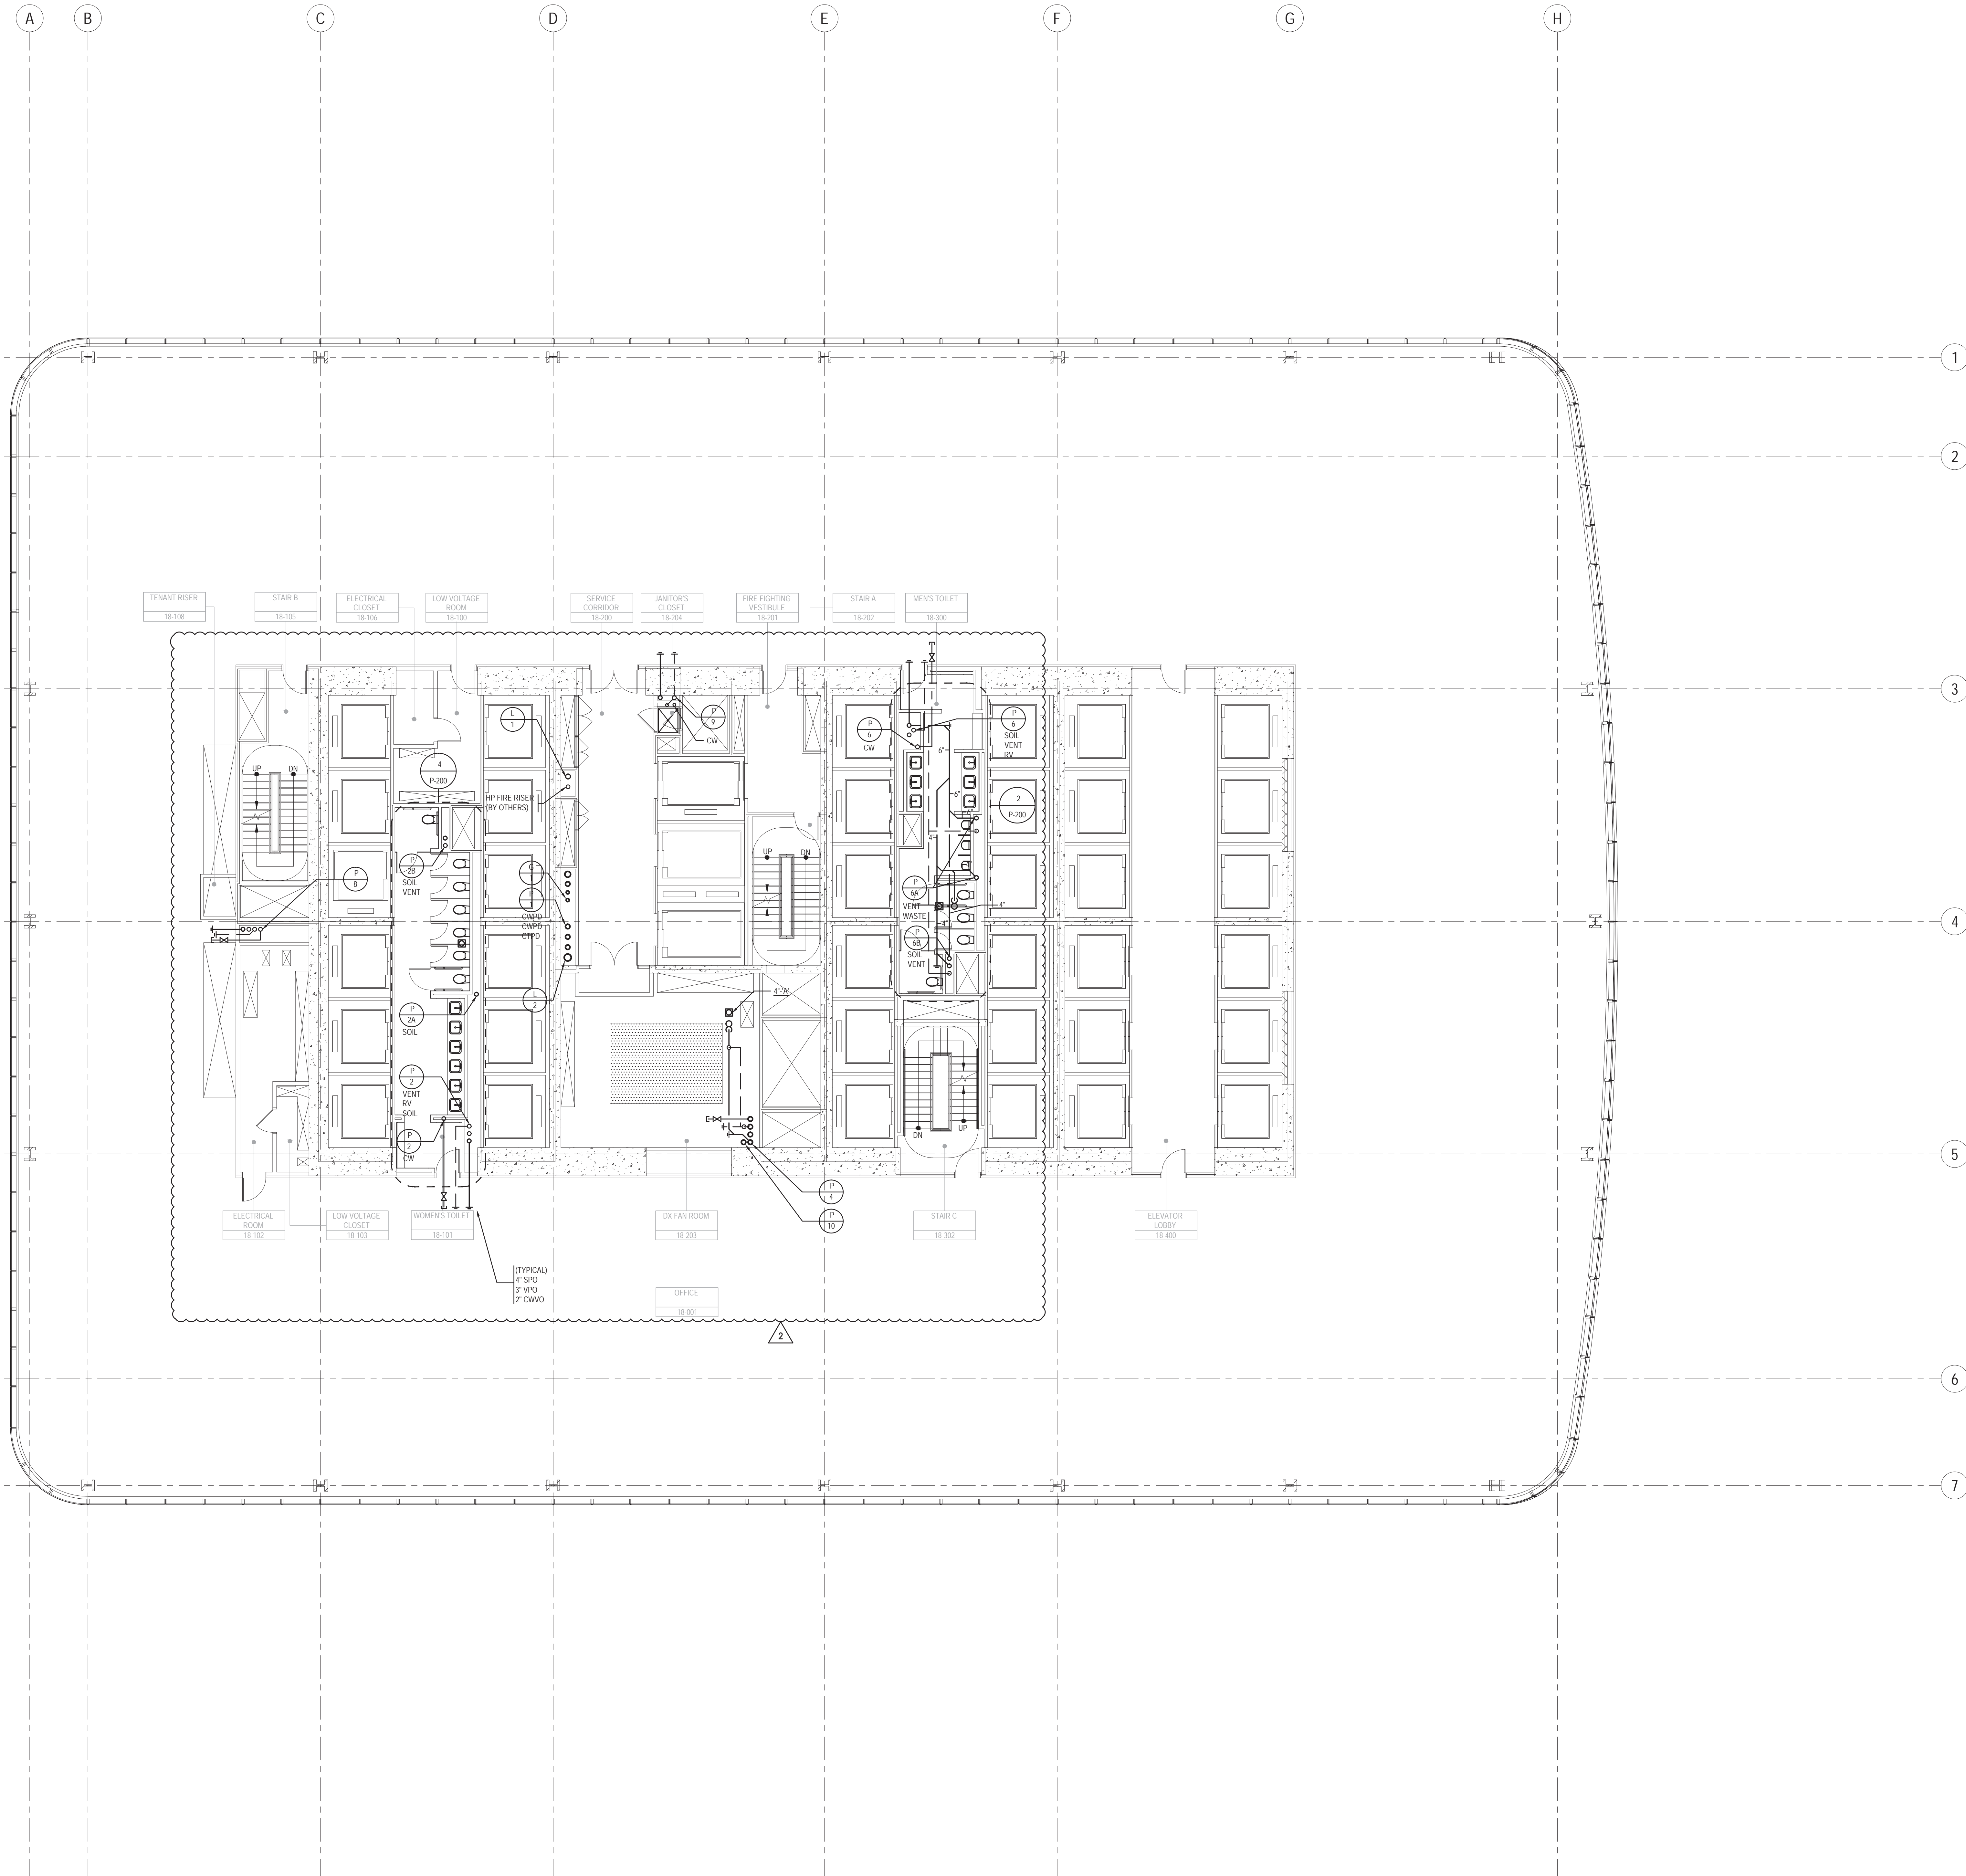 A
B
C
D
E
F
G
H
1
2
3
4
5
6
7
TENANT RISER
18-108
STAIR B
18-105
ELECTRICAL
CLOSET
18-106
LOW VOLTAGE
ROOM
18-100
SERVICE
CORRIDOR
18-200
JANITOR'S
CLOSET
18-204
FIRE FIGHTING
VESTIBULE
18-201
STAIR A
18-202
MEN'S TOILET
18-300
L
1
P
9
CW
P
6
CW
P
6
SOIL
VENT
RV
6"
6"
4"
4"
4"
UP
DN
4
P-200
HP FIRE RISER
(BY OTHERS)
2
P-200
P
2B
SOIL
VENT
P
8
G
1
P
1
CWPD
CWPD
CTPD
UP
DN
P
6A
VENT
WASTE
P
6B
SOIL
VENT
L
2
4"-'A'
P
2A
SOIL
P
2
VENT
RV
SOIL
P
2
CW
DN
UP
P
4
P
10
ELECTRICAL
ROOM
18-102
LOW VOLTAGE
CLOSET
18-103
WOMEN'S TOILET
18-101
DX FAN ROOM
18-203
STAIR C
18-302
ELEVATOR
LOBBY
18-400
(TYPICAL)
4" SPO
3" VPO
2" CWVO
OFFICE
18-001
2